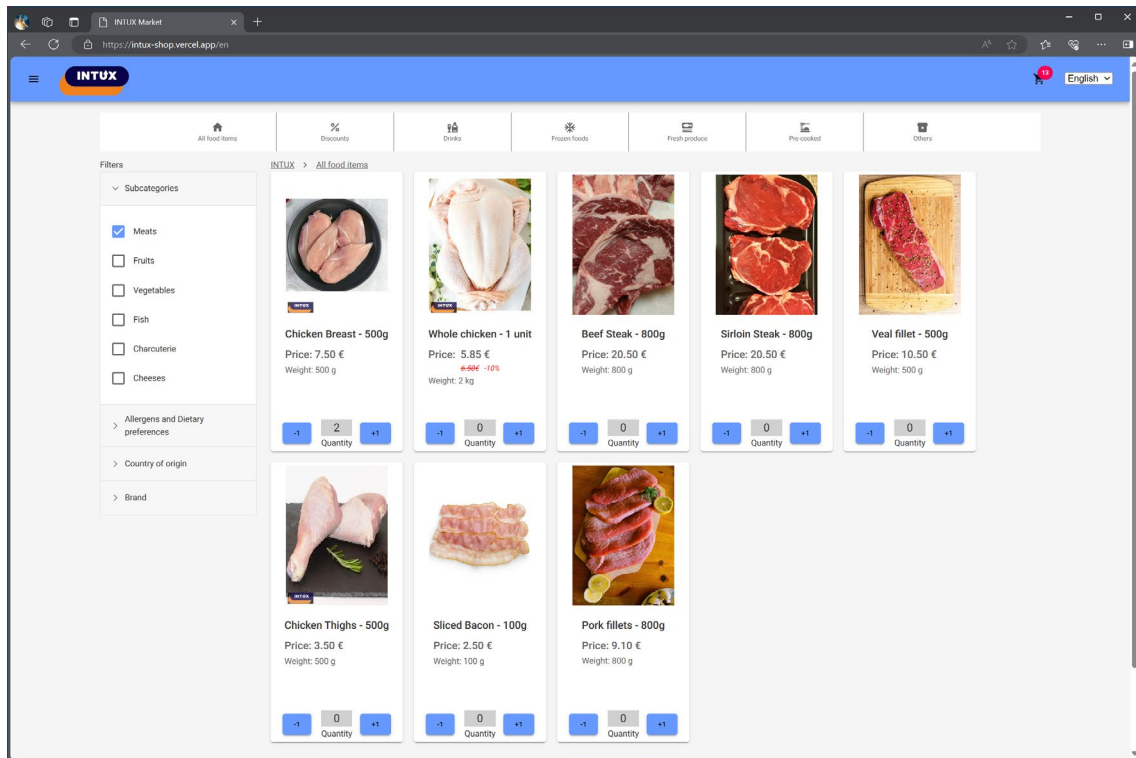 INTUX Market
https://intux-shop.vercel.app/en
INTUX
13
English
All food items
Discounts
Drinks
Frozen foods
Fresh produce
Pre cooked
Others
Filters
INTUX > All food items
Subcategories
Meats
Fruits
Vegetables
Fish
Charcuterie
Cheeses
Allergens and Dietary
preferences
Country of origin
Brand
INTUX
Chicken Breast - 500g
Price: 7.50 €
Weight: 500 g
-1
2
+1
Quantity
INTUX
Whole chicken - 1 unit
Price: 5.85 €
6.50€ -10%
Weight: 2 kg
-1
0
+1
Quantity
Beef Steak - 800g
Price: 20.50 €
Weight: 800 g
-1
0
+1
Quantity
Sirloin Steak - 800g
Price: 20.50 €
Weight: 800 g
-1
0
+1
Quantity
Veal fillet - 500g
Price: 10.50 €
Weight: 500 g
-1
0
+1
Quantity
INTUX
Chicken Thighs - 500g
Price: 3.50 €
Weight: 500 g
-1
0
+1
Quantity
Sliced Bacon - 100g
Price: 2.50 €
Weight: 100 g
-1
0
+1
Quantity
Pork fillets - 800g
Price: 9.10 €
Weight: 800 g
-1
0
+1
Quantity